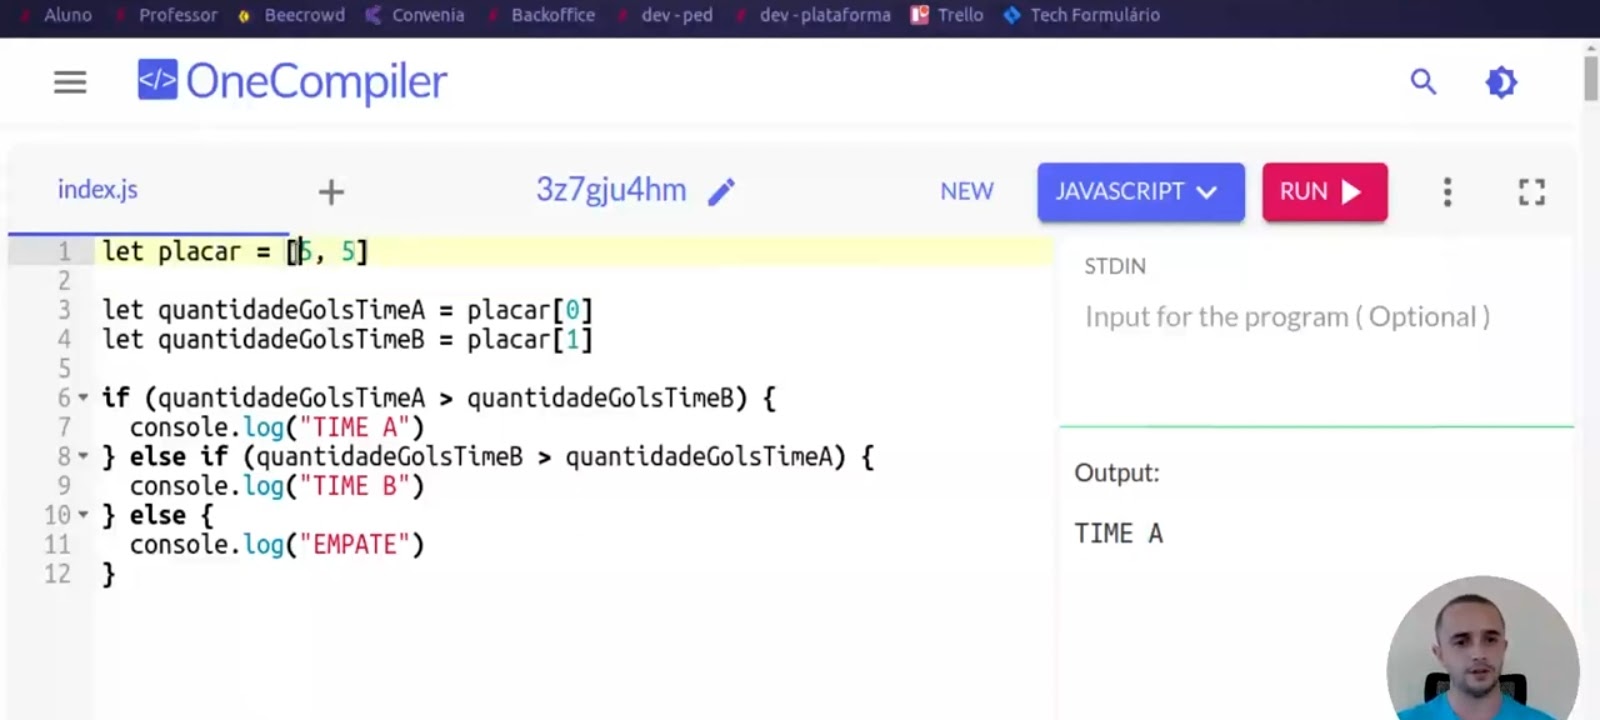 Aluno Professor Beecrowd Convenia Backoffice dev - ped dev - plataforma Trello Tech Formulário
</> OneCompiler
index.js + 3z7gju4hm NEW JAVASCRIPT RUN
1 let placar = [5, 5]
2
3 let quantidadeGolsTimeA = placar[0]
4 let quantidadeGolsTimeB = placar[1]
5
6 if (quantidadeGolsTimeA > quantidadeGolsTimeB) {
7 console.log("TIME A")
8 } else if (quantidadeGolsTimeB > quantidadeGolsTimeA) {
9 console.log("TIME B")
10 } else {
11 console.log("EMPATE")
12 }
STDIN
Input for the program ( Optional )
Output:
TIME A